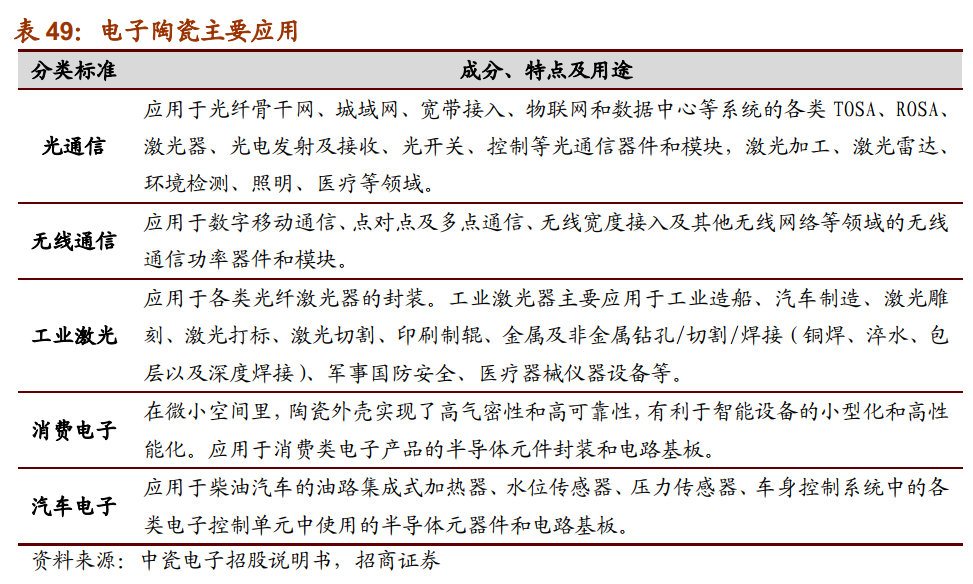 表 49：电子陶瓷主要应用
分类标准 成分、特点及用途
应用于光纤骨干网、城域网、宽带接入、物联网和数据中心等系统的各类 TOSA、ROSA、
光通信 激光器、光电发射及接收、光开关、控制等光通信器件和模块，激光加工、激光雷达、
环境检测、照明、医疗等领域。
应用于数字移动通信、点对点及多点通信、无线宽度接入及其他无线网络等领域的无线
无线通信
通信功率器件和模块。
应用于各类光纤激光器的封装。工业激光器主要应用于工业造船、汽车制造、激光雕
工业激光 刻、激光打标、激光切割、印刷制辊、金属及非金属钻孔/切割/焊接（铜焊、淬水、包
层以及深度焊接）、军事国防安全、医疗器械仪器设备等。
在微小空间里，陶瓷外壳实现了高气密性和高可靠性，有利于智能设备的小型化和高性
消费电子
能化。应用于消费类电子产品的半导体元件封装和电路基板。
应用于柴油汽车的油路集成式加热器、水位传感器、压力传感器、车身控制系统中的各
汽车电子
类电子控制单元中使用的半导体元器件和电路基板。
资料来源：中瓷电子招股说明书，招商证券